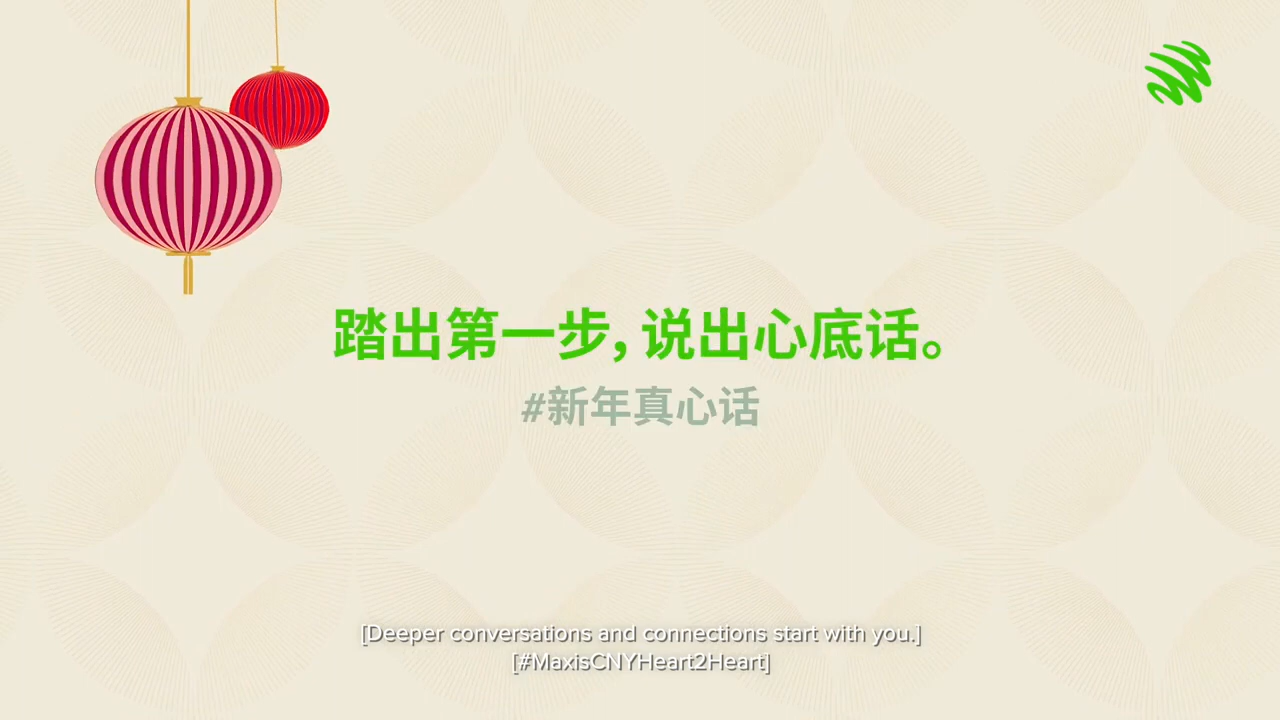 踏出第一步，说出心底话。
#新年真心话
[Deeper conversations and connections start with you.]
[#MaxisCNYHeart2Heart]